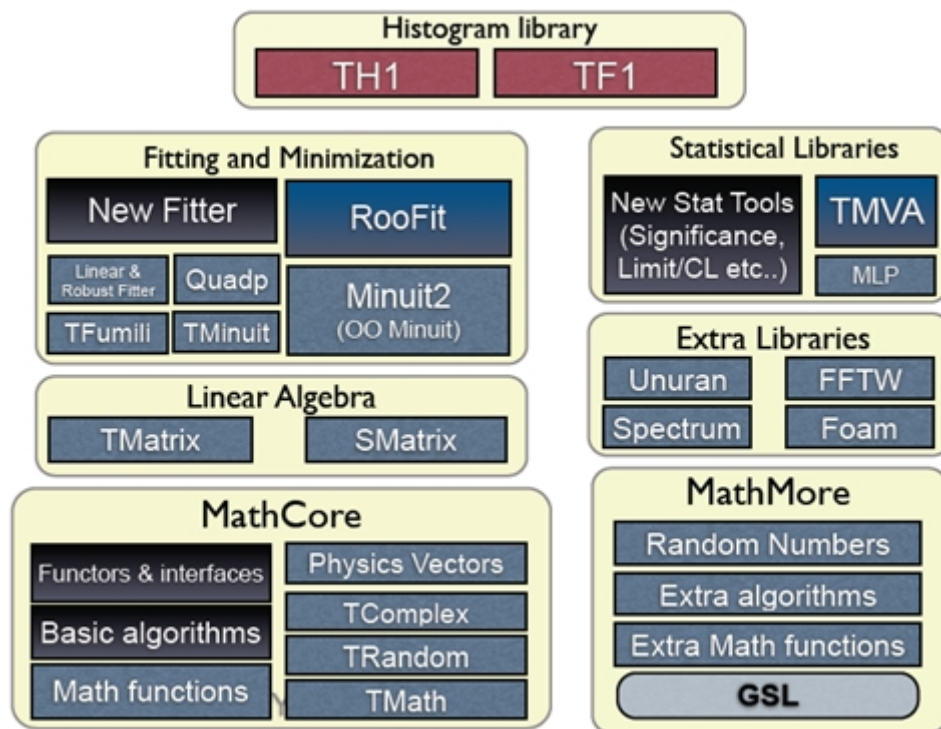 Histogram library
TH1
TF1
Fitting and Minimization
New Fitter
RooFit
Linear &
Robust Fitter
Quadp
TFumili
TMinuit
Minuit2
(OO Minuit)
Statistical Libraries
New Stat Tools
(Significance,
Limit/CL etc..)
TMVA
MLP
Linear Algebra
TMatrix
SMatrix
Extra Libraries
Unuran
FFTW
Spectrum
Foam
MathCore
Functors & interfaces
Basic algorithms
Math functions
Physics Vectors
TComplex
TRandom
TMath
MathMore
Random Numbers
Extra algorithms
Extra Math functions
GSL